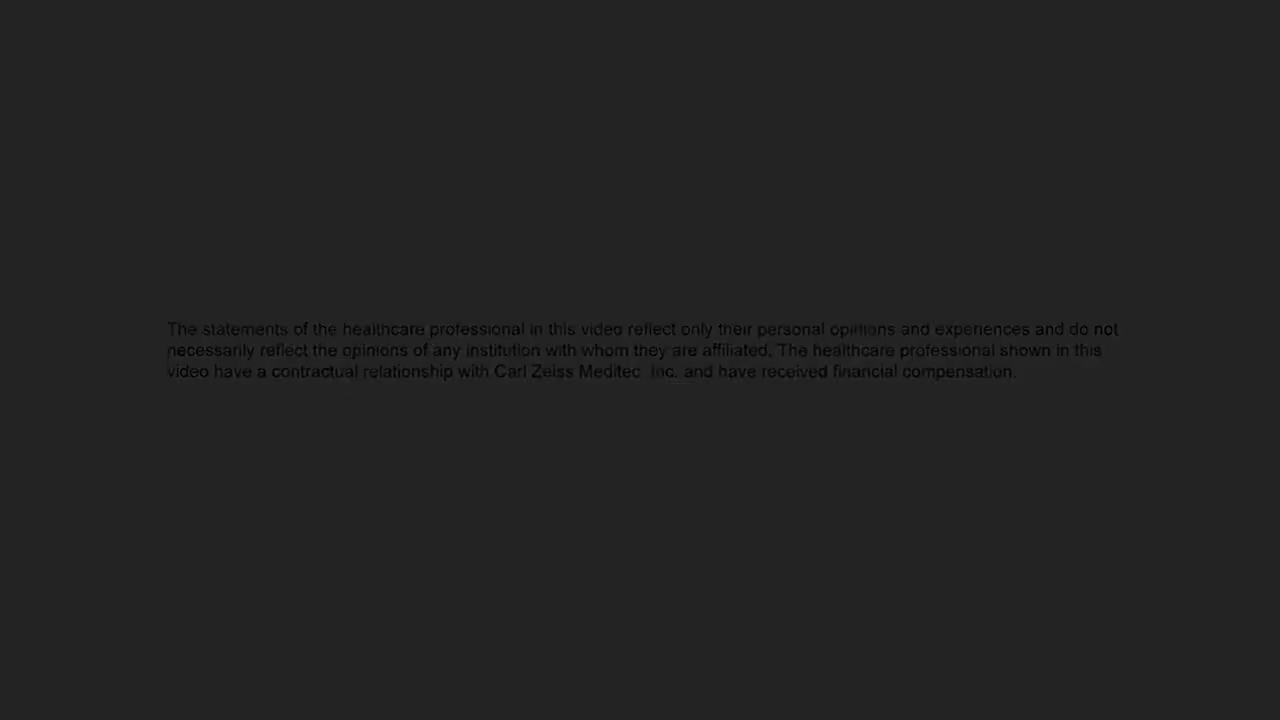 The statements of the healthcare professional in this video reflect only their personal opinions and experiences and do not
necessarily reflect the opinions of any institution with whom they are affiliated. The healthcare professional shown in this
video have a contractual relationship with Carl Zeiss Meditec, Inc. and have received financial compensation.